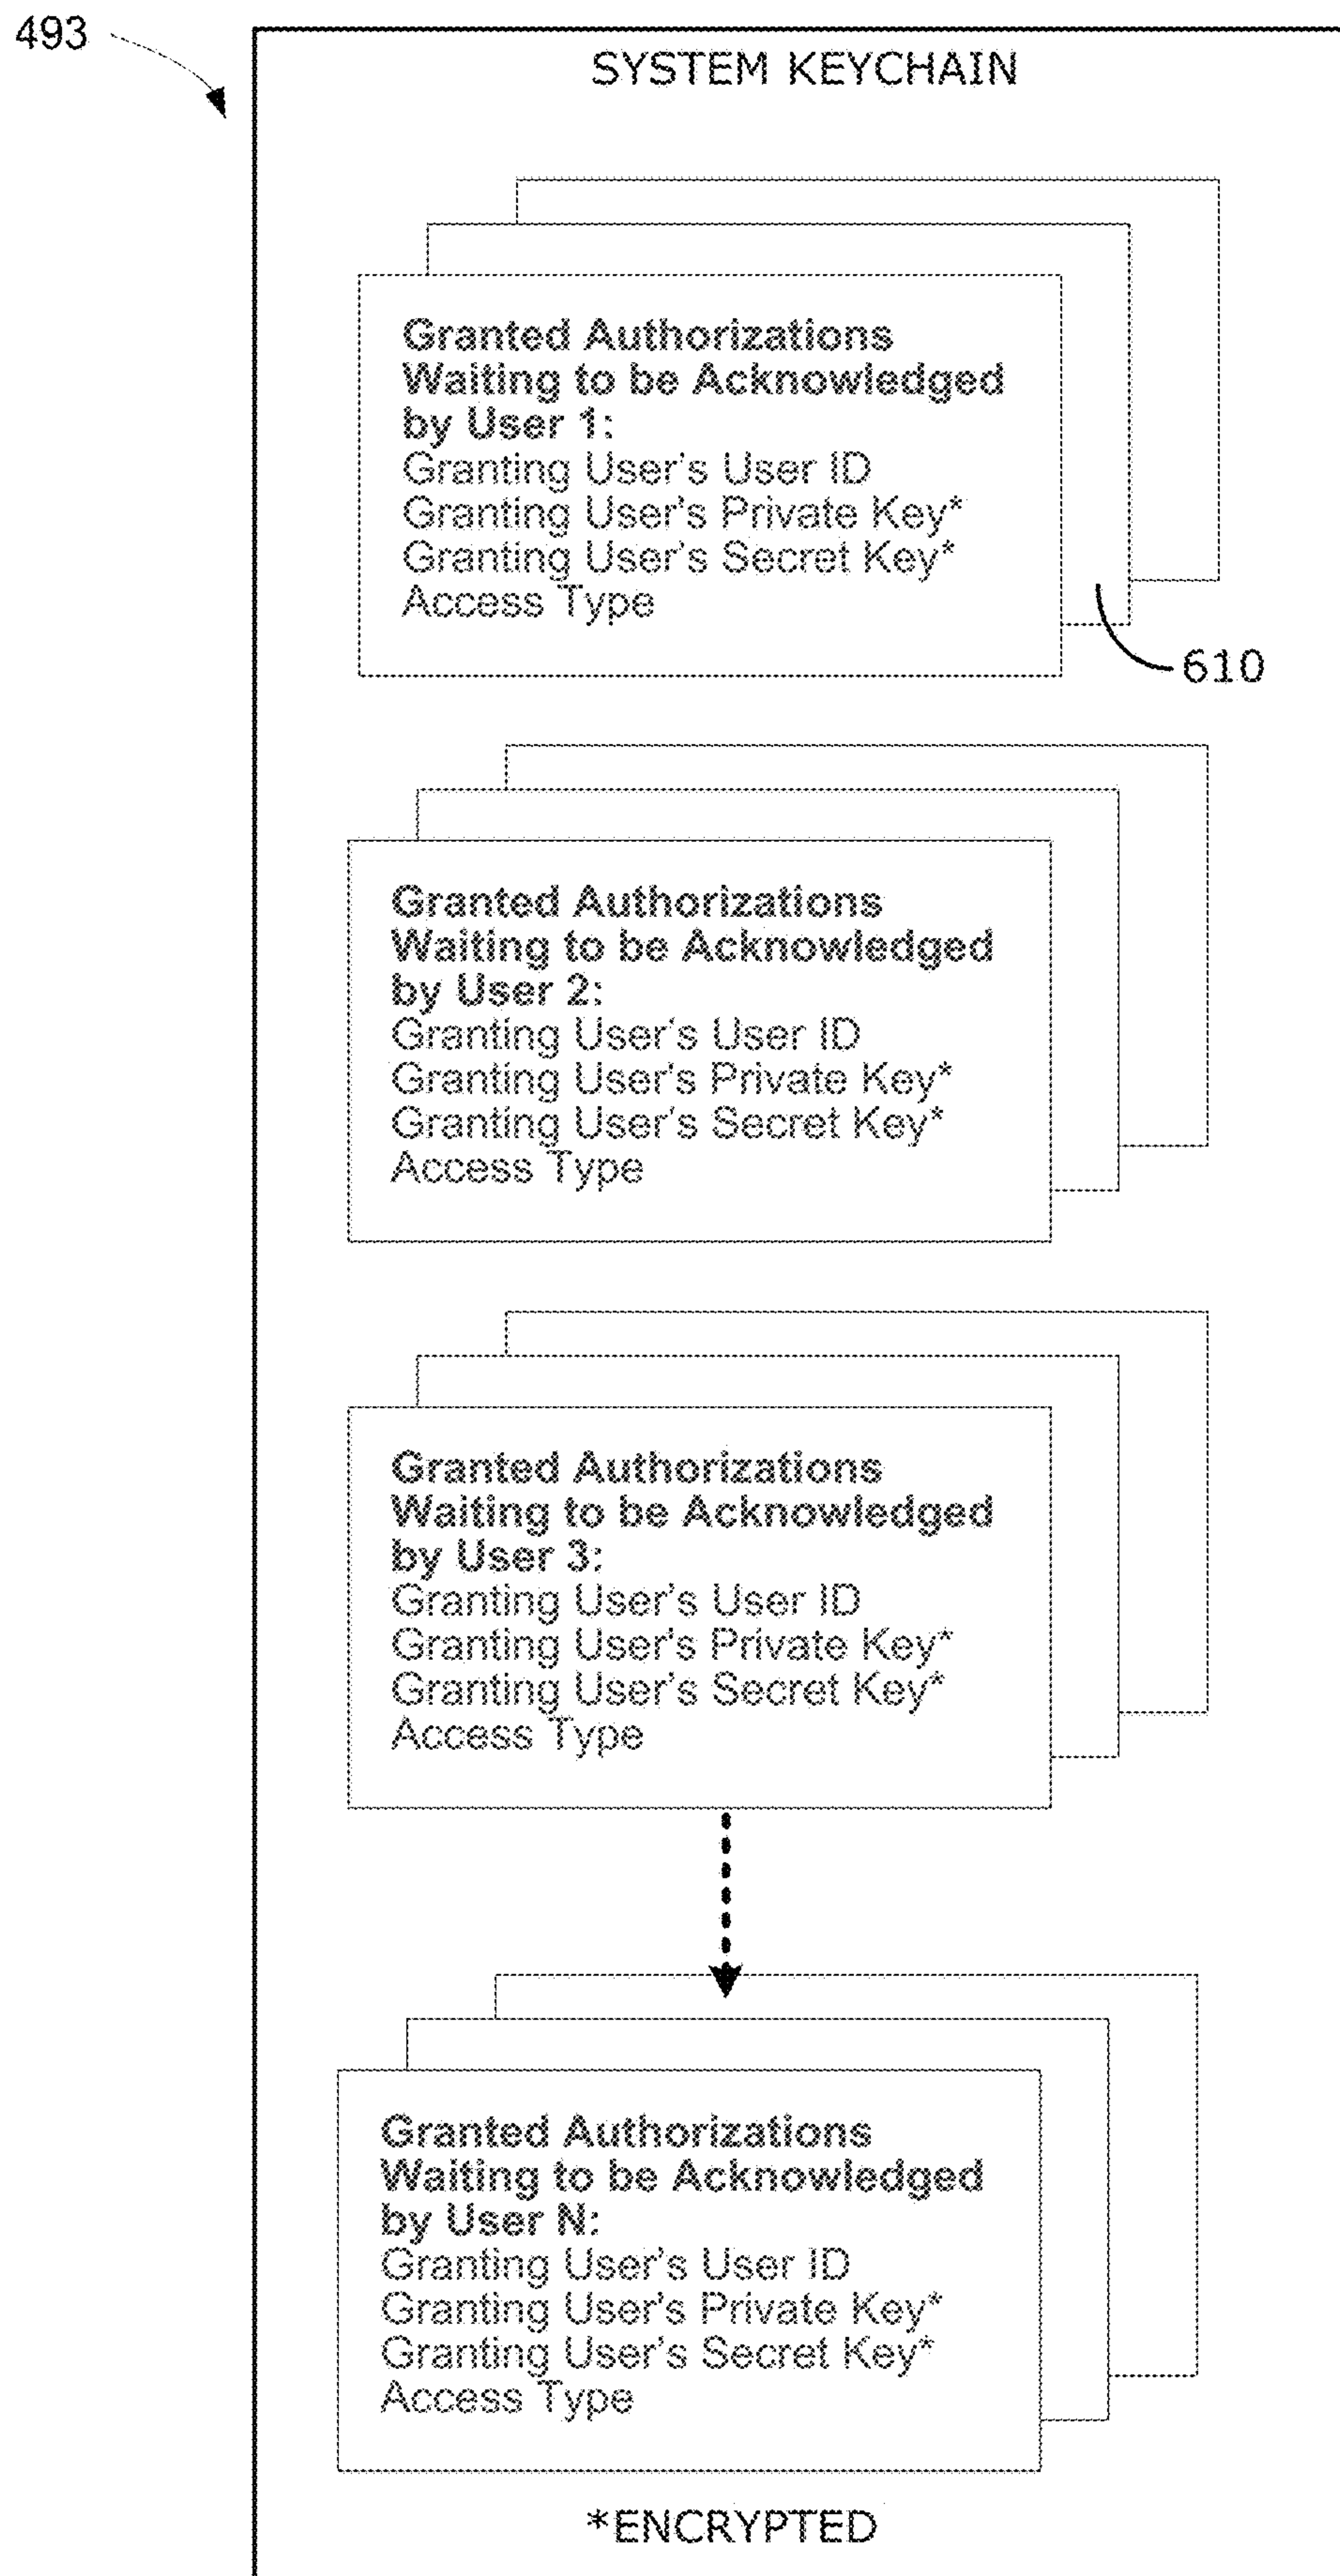 493
SYSTEM KEYCHAIN
Granted Authorizations
Waiting to be Acknowledged
by User 1:
Granting User's User ID
Granting User's Private Key*
Granting User's Secret Key*
Access Type
610
Granted Authorizations
Waiting to be Acknowledged
by User 2:
Granting User's User ID
Granting User's Private Key*
Granting User's Secret Key*
Access Type
Granted Authorizations
Waiting to be Acknowledged
by User 3:
Granting User's User ID
Granting User's Private Key*
Granting User's Secret Key*
Access Type
Granted Authorizations
Waiting to be Acknowledged
by User N:
Granting User's User ID
Granting User's Private Key*
Granting User's Secret Key*
Access Type
*ENCRYPTED